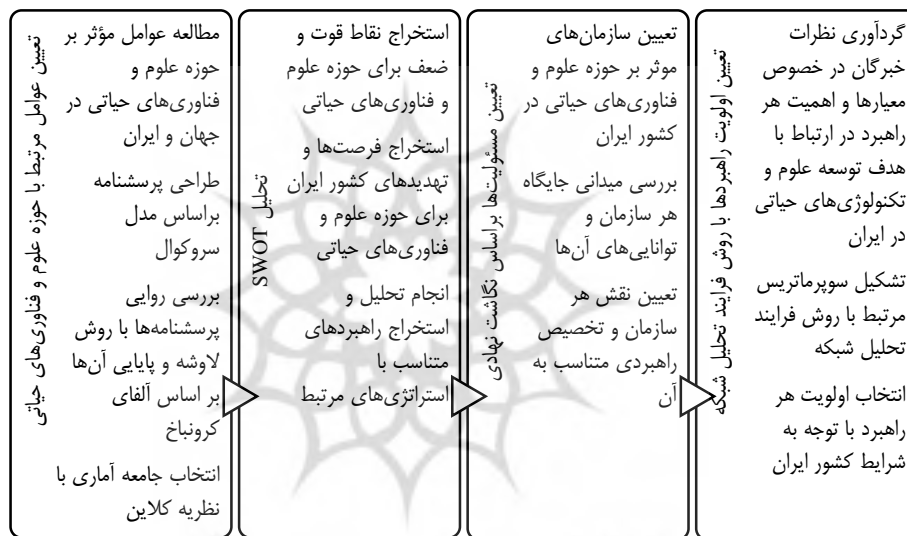 تعیین عوامل مرتبط با حوزه علوم و فناوری‌های حیاتی
مطالعه عوامل مؤثر بر
حوزه علوم و
فناوری‌های حیاتی در
جهان و ایران
طراحی پرسشنامه
براساس مدل
سروکوال
بررسی روایی
پرسشنامه‌ها با روش
لاوشه و پایایی آن‌ها
بر اساس آلفای
کرونباخ
انتخاب جامعه آماری با
نظریه کلاین
تحلیل SWOT
استخراج نقاط قوت و
ضعف برای حوزه علوم
و فناوری‌های حیاتی
استخراج فرصت‌ها و
تهدیدهای کشور ایران
برای حوزه علوم و
فناوری‌های حیاتی
انجام تحلیل و
استخراج راهبردهای
متناسب با
استراتژی‌های مرتبط
تعیین مسئولیت‌ها براساس نگاشت نهادی
تعیین سازمان‌های
موثر بر حوزه علوم و
فناوری‌های حیاتی در
کشور ایران
بررسی میدانی جایگاه
هر سازمان و
توانایی‌های آن‌ها
تعیین نقش هر
سازمان و تخصیص
راهبردی متناسب به
آن
تعیین اولویت راهبردها با روش فرایند تحلیل شبکه
گردآوری نظرات
خبرگان در خصوص
معیارها و اهمیت هر
راهبرد در ارتباط با
هدف توسعه علوم و
تکنولوژی‌های حیاتی
در ایران
تشکیل سوپرماتریس
مرتبط با روش فرایند
تحلیل شبکه
انتخاب اولویت هر
راهبرد با توجه به
شرایط کشور ایران